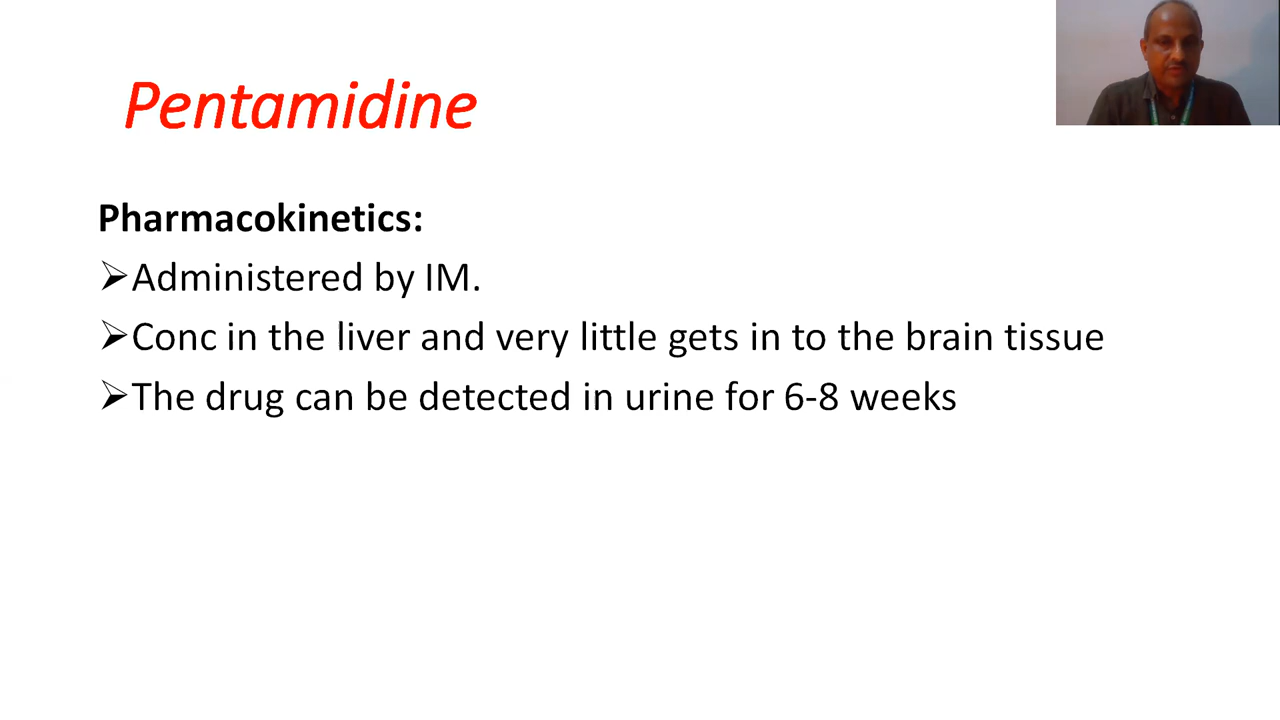 Pentamidine
Pharmacokinetics:
➢Administered by IM.
➢Conc in the liver and very little gets in to the brain tissue
➢The drug can be detected in urine for 6-8 weeks